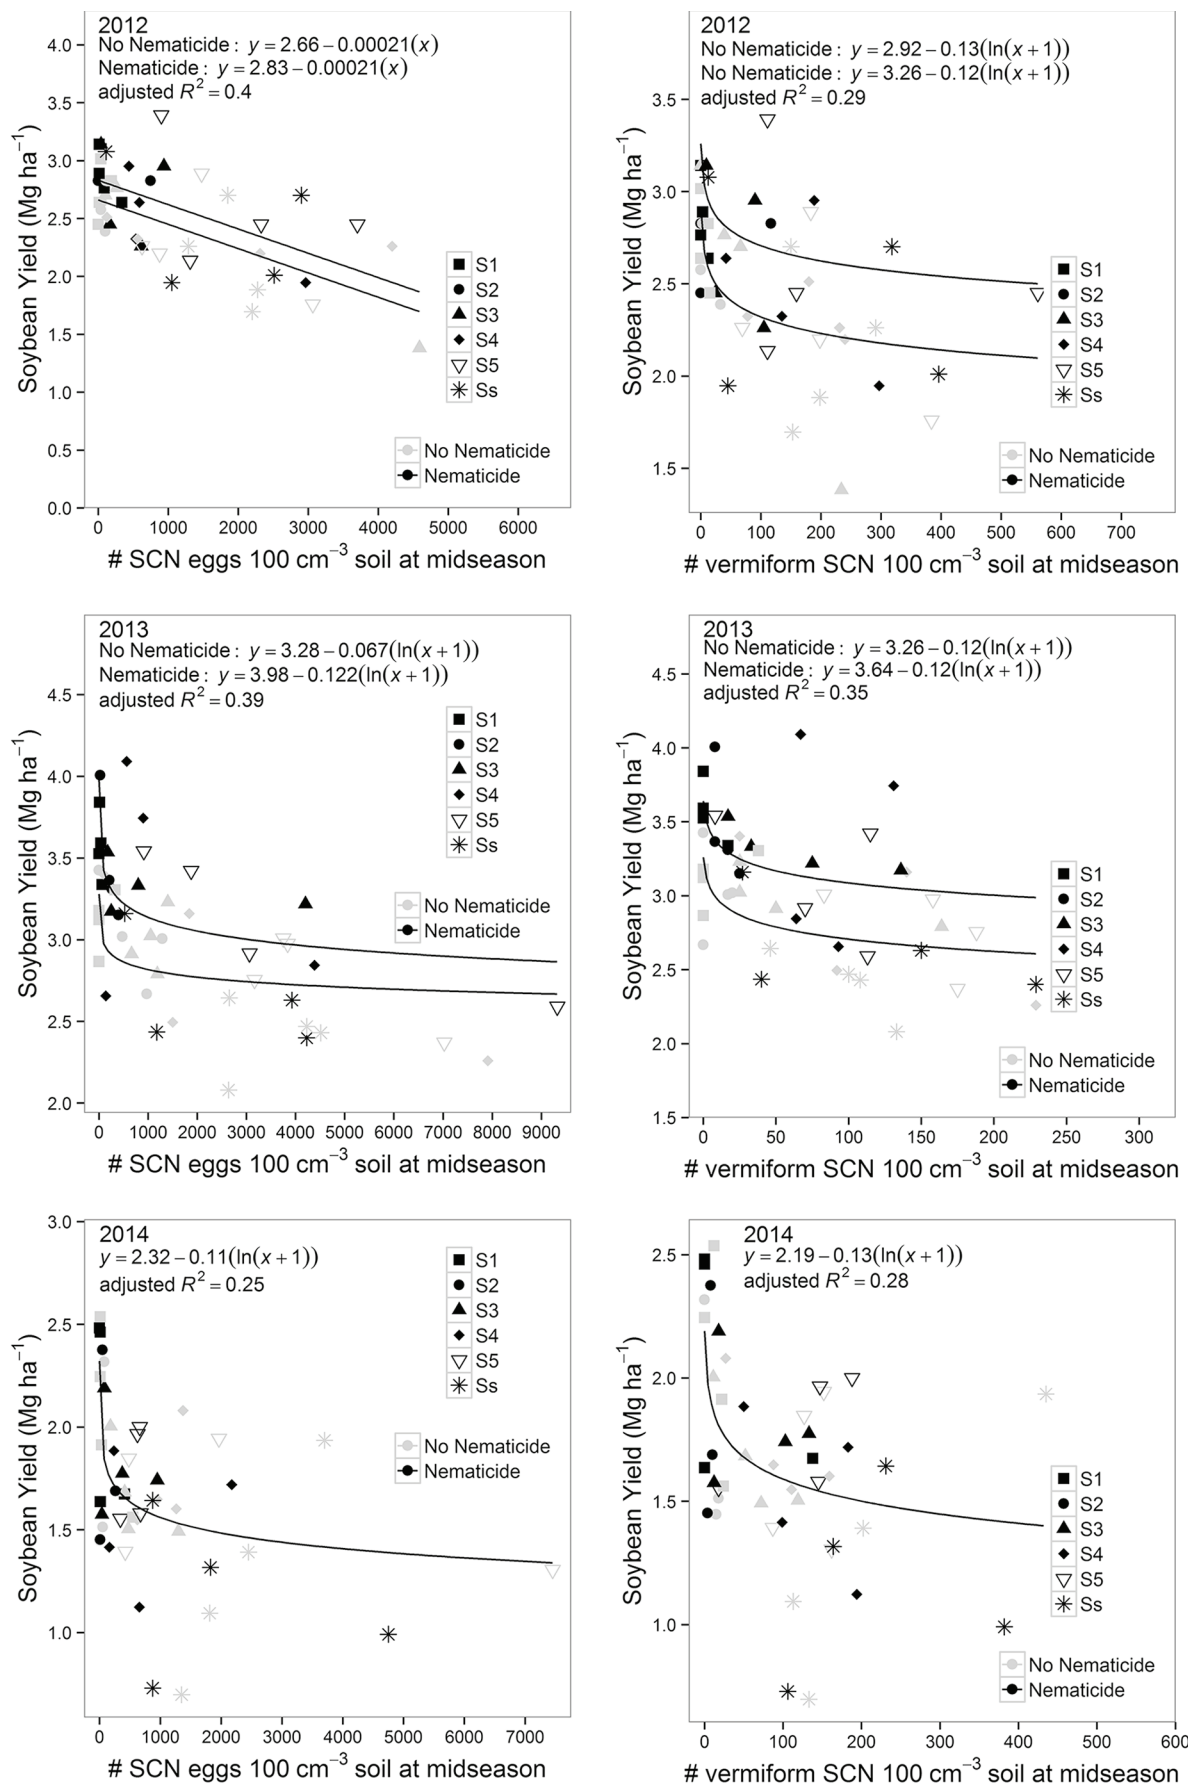 2012
No Nematicide : y = 2.66 − 0.00021(x)
Nematicide : y = 2.83 − 0.00021(x)
adjusted R² = 0.4
4.0
3.5
3.0
2.5
2.0
1.5
1.0
0.5
0.0
Soybean Yield (Mg ha⁻¹)
S1
S2
S3
S4
S5
Ss
No Nematicide
Nematicide
0 1000 2000 3000 4000 5000 6000
# SCN eggs 100 cm⁻³ soil at midseason
2012
No Nematicide : y = 2.92 − 0.13(ln(x + 1))
No Nematicide : y = 3.26 − 0.12(ln(x + 1))
adjusted R² = 0.29
3.5
3.0
2.5
2.0
1.5
Soybean Yield (Mg ha⁻¹)
S1
S2
S3
S4
S5
Ss
No Nematicide
Nematicide
0 100 200 300 400 500 600 700
# vermiform SCN 100 cm⁻³ soil at midseason
2013
No Nematicide : y = 3.28 − 0.067(ln(x + 1))
Nematicide : y = 3.98 − 0.122(ln(x + 1))
adjusted R² = 0.39
4.5
4.0
3.5
3.0
2.5
2.0
Soybean Yield (Mg ha⁻¹)
S1
S2
S3
S4
S5
Ss
No Nematicide
Nematicide
0 1000 2000 3000 4000 5000 6000 7000 8000 9000
# SCN eggs 100 cm⁻³ soil at midseason
2013
No Nematicide : y = 3.26 − 0.12(ln(x + 1))
Nematicide : y = 3.64 − 0.12(ln(x + 1))
adjusted R² = 0.35
4.5
4.0
3.5
3.0
2.5
2.0
1.5
Soybean Yield (Mg ha⁻¹)
S1
S2
S3
S4
S5
Ss
No Nematicide
Nematicide
0 50 100 150 200 250 300
# vermiform SCN 100 cm⁻³ soil at midseason
2014
y = 2.32 − 0.11(ln(x + 1))
adjusted R² = 0.25
3.0
2.5
2.0
1.5
1.0
Soybean Yield (Mg ha⁻¹)
S1
S2
S3
S4
S5
Ss
No Nematicide
Nematicide
0 1000 2000 3000 4000 5000 6000 7000
# SCN eggs 100 cm⁻³ soil at midseason
2014
y = 2.19 − 0.13(ln(x + 1))
adjusted R² = 0.28
2.5
2.0
1.5
1.0
Soybean Yield (Mg ha⁻¹)
S1
S2
S3
S4
S5
Ss
No Nematicide
Nematicide
0 100 200 300 400 500 600
# vermiform SCN 100 cm⁻³ soil at midseason